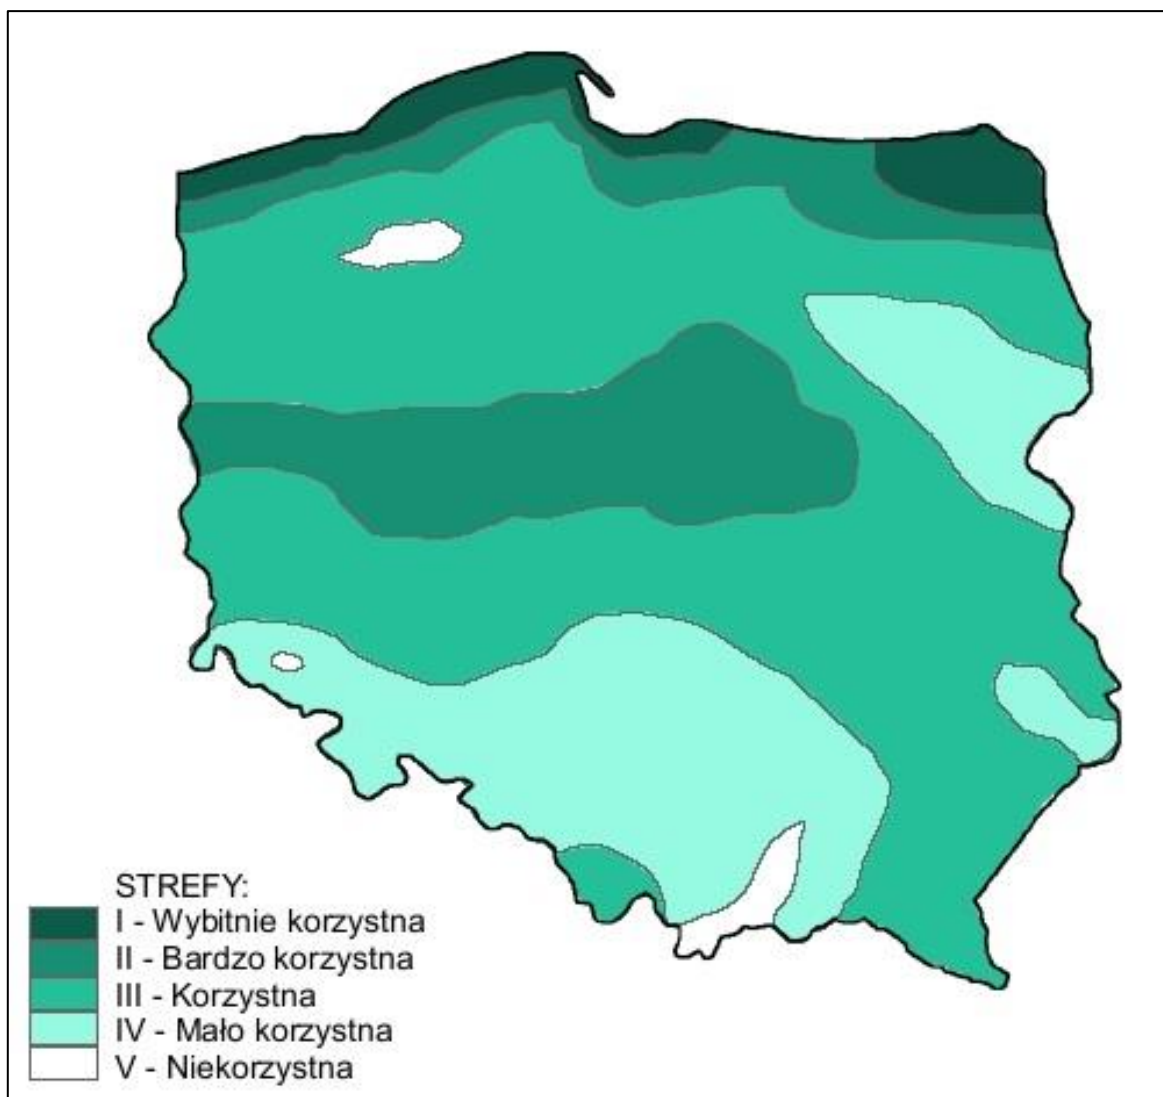 STREFY:
I - Wybitnie korzystna
II - Bardzo korzystna
III - Korzystna
IV - Mało korzystna
V - Niekorzystna